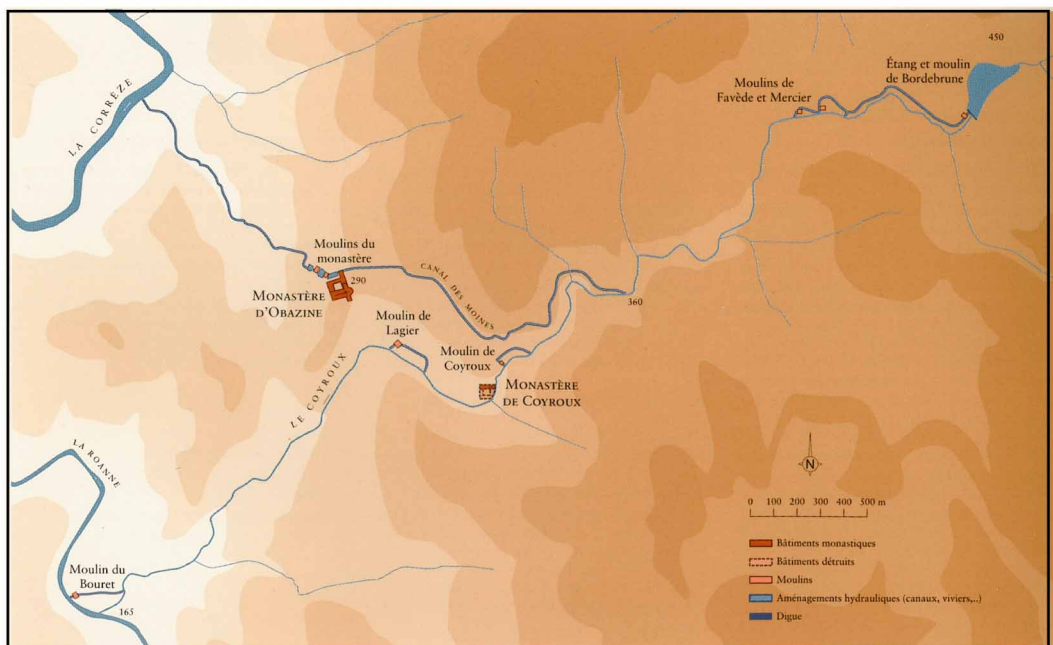 450
Étang et moulin
de Bordebrune
Moulins de
Favède et Mercier
LA CORRÈZE
Moulins du
monastère
290
MONASTÈRE
D'OBAZINE
CANAL DES MOINES
360
Moulin de
Lagier
Moulin de
Coyroux
MONASTÈRE
DE COYROUX
LE COYROUX
LA ROANNE
N
0 100 200 300 400 500 m
Bâtiments monastiques
Bâtiments détruits
Moulins
Aménagements hydrauliques (canaux, viviers,..)
Digue
Moulin du
Bouret
165